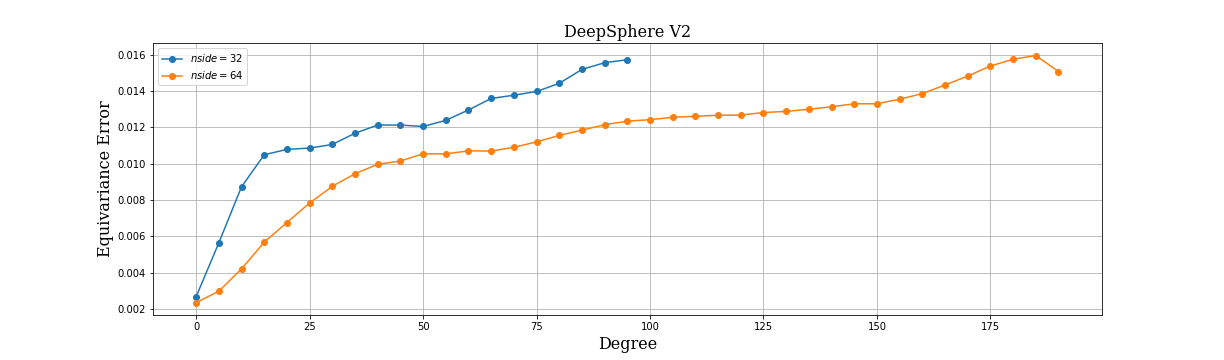 DeepSphere V2
nside = 32
nside = 64
Equivariance Error
0.016
0.014
0.012
0.010
0.008
0.006
0.004
0.002
0 25 50 75 100 125 150 175
Degree